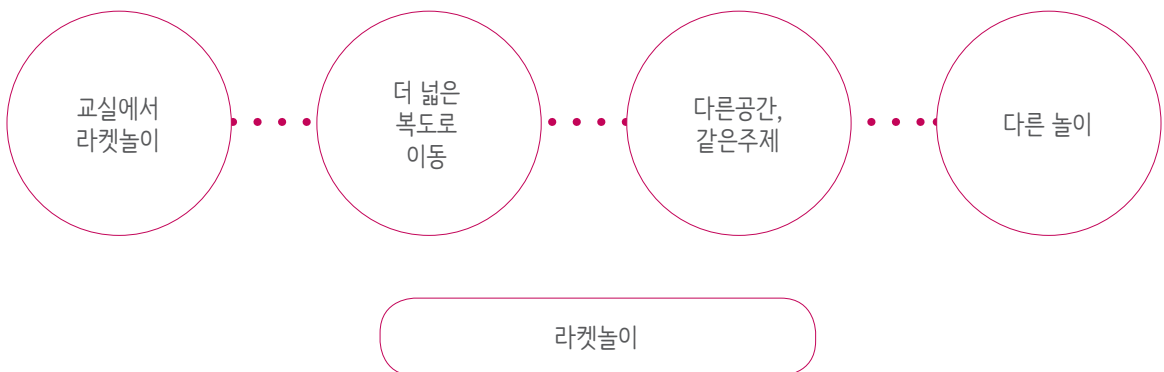 교실에서
라켓놀이
더 넓은
복도로
이동
다른공간,
같은주제
다른 놀이
라켓놀이